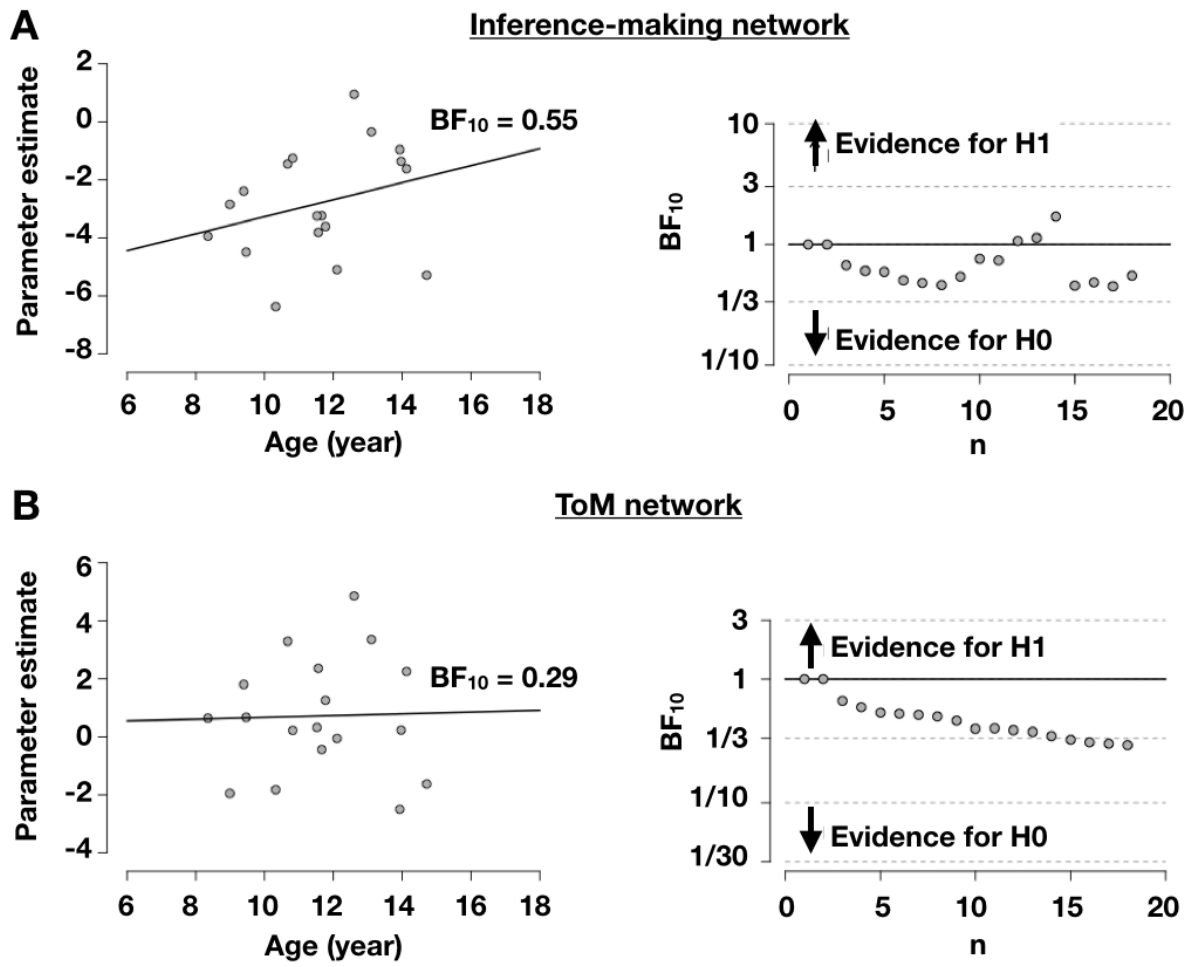 A
Inference-making network
Parameter estimate
2
0
-2
-4
-6
-8
BF₁₀ = 0.55
6 8 10 12 14 16 18
Age (year)
BF₁₀
10
3
1
1/3
1/10
Evidence for H1
Evidence for H0
0 5 10 15 20
n
B
ToM network
Parameter estimate
6
4
2
0
-2
-4
BF₁₀ = 0.29
6 8 10 12 14 16 18
Age (year)
BF₁₀
3
1
1/3
1/10
1/30
Evidence for H1
Evidence for H0
0 5 10 15 20
n